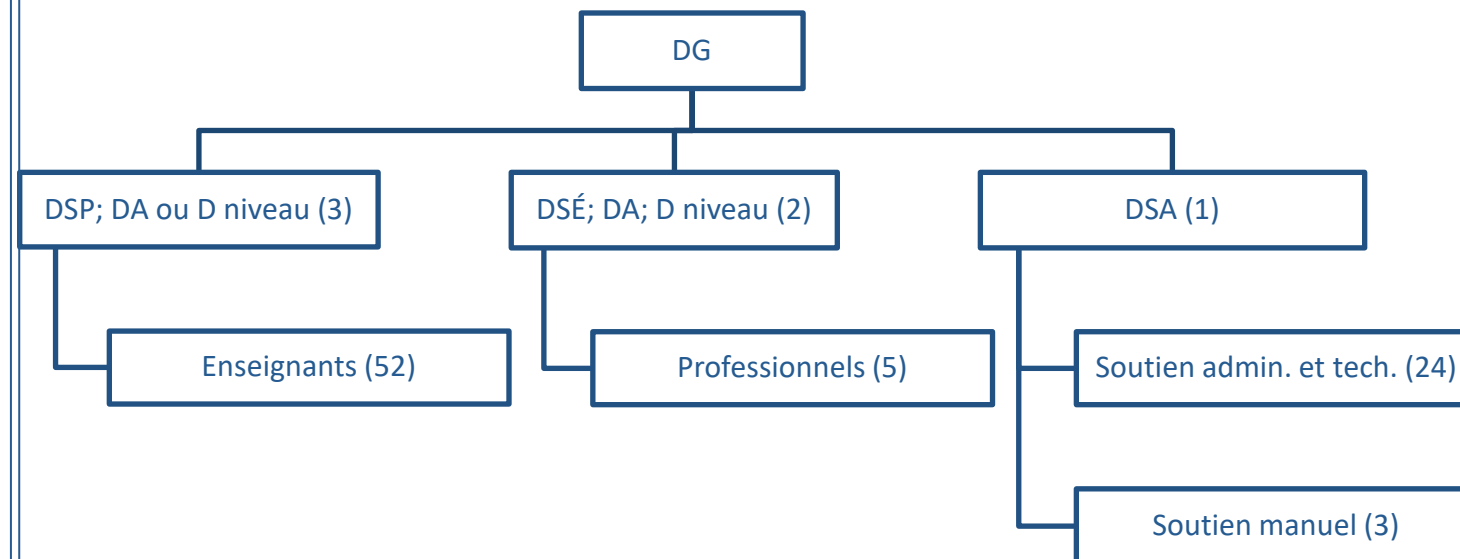 DG
DSP; DA ou D niveau (3)
DSÉ; DA; D niveau (2)
DSA (1)
Enseignants (52)
Professionnels (5)
Soutien admin. et tech. (24)
Soutien manuel (3)